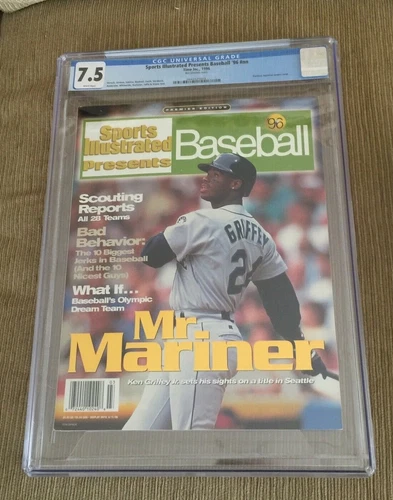 CGC UNIVERSAL GRADE
7.5
Sports Illustrated Presents Baseball '96 #nn
Time Inc., 1996
PREMIER EDITION
Sports
Illustrated
Presents
Baseball
96
Scouting
Reports
All 28 Teams
Bad
Behavior:
The 10 Biggest
Jerks In Baseball
(And the 10
Nicest Guys)
What If...
Baseball's Olympic
Dream Team
GRIFFEY
24
Mr.
Mariner
Ken Griffey Jr. sets his sights on a title in Seattle